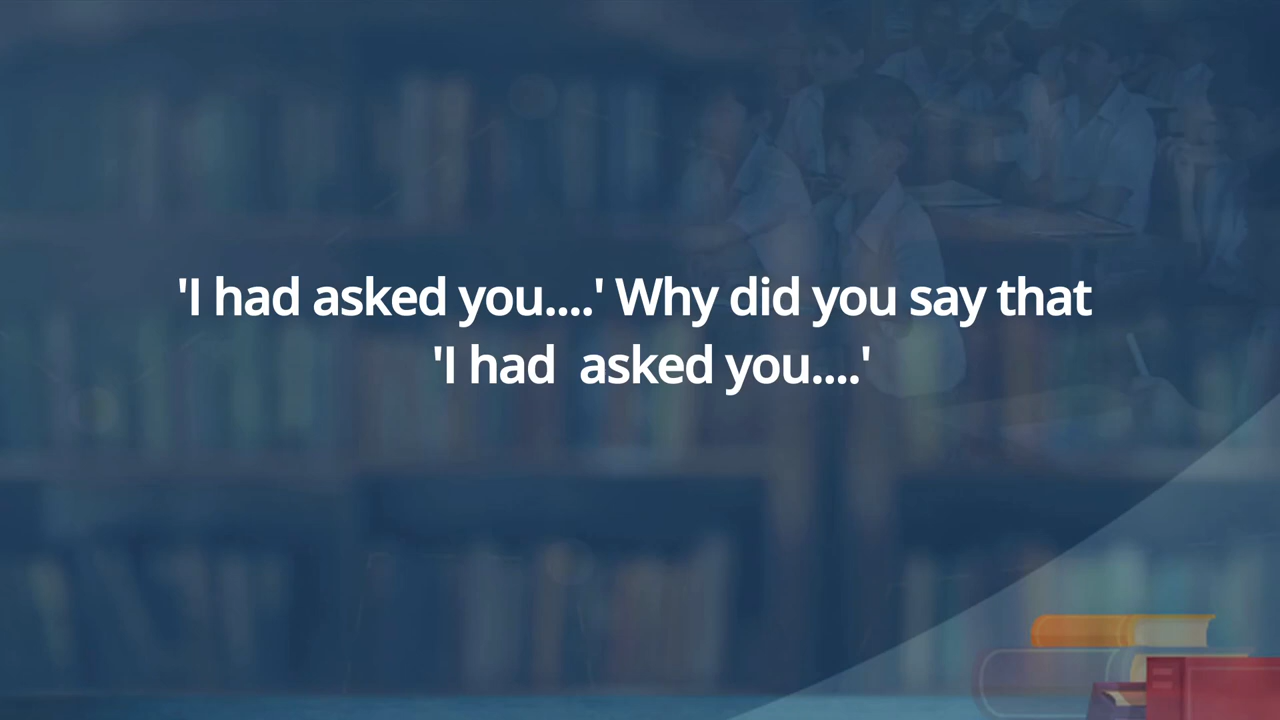 'I had asked you....' Why did you say that
'I had  asked you....'